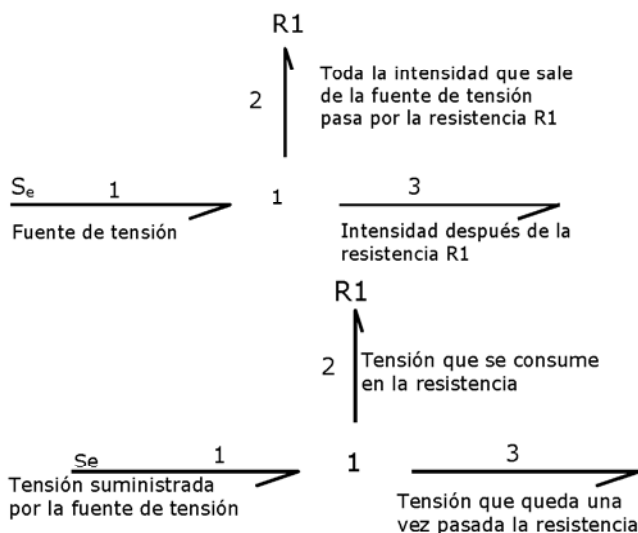 R1
2
Toda la intensidad que sale
de la fuente de tensión
pasa por la resistencia R1
Se 1
1
3
Fuente de tensión
Intensidad después de la
resistencia R1
R1
2
Tensión que se consume
en la resistencia
Se 1
1
3
Tensión suministrada
por la fuente de tensión
Tensión que queda una
vez pasada la resistencia